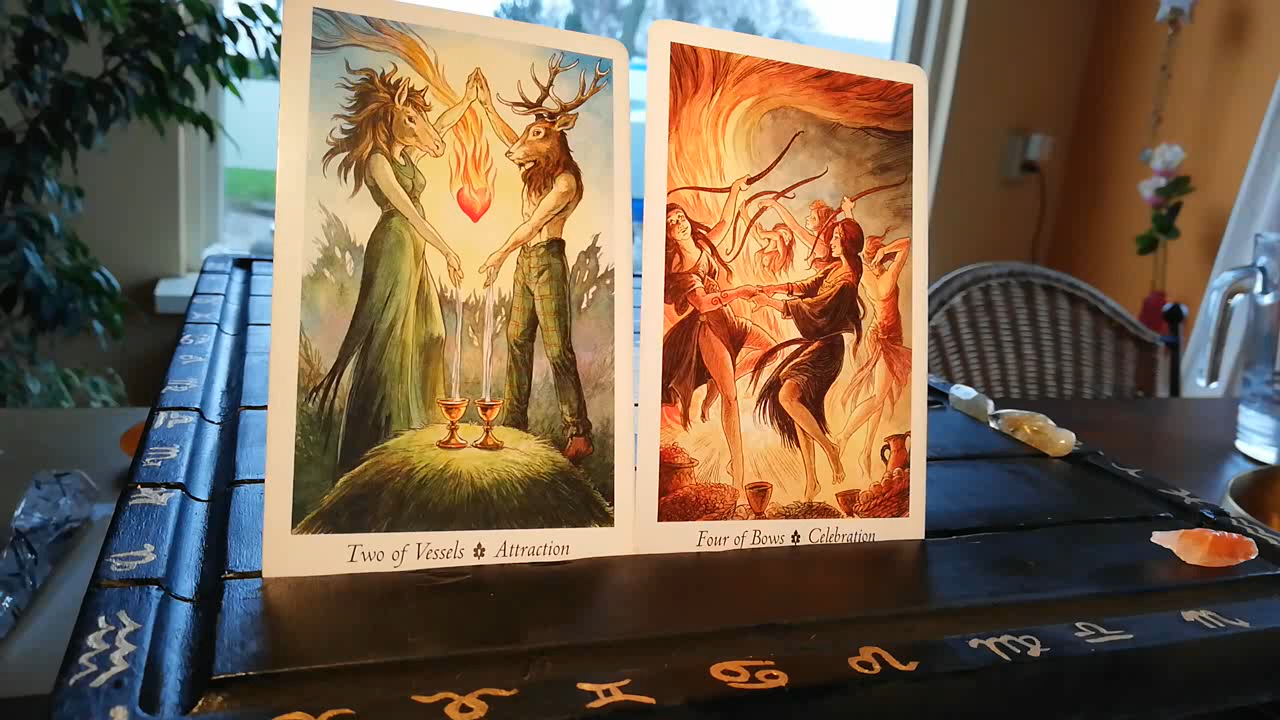 Two of Vessels ✽ Attraction
Four of Bows ✽ Celebration
♉ ♊ ♋ ♌ ♍ ♎ ♏